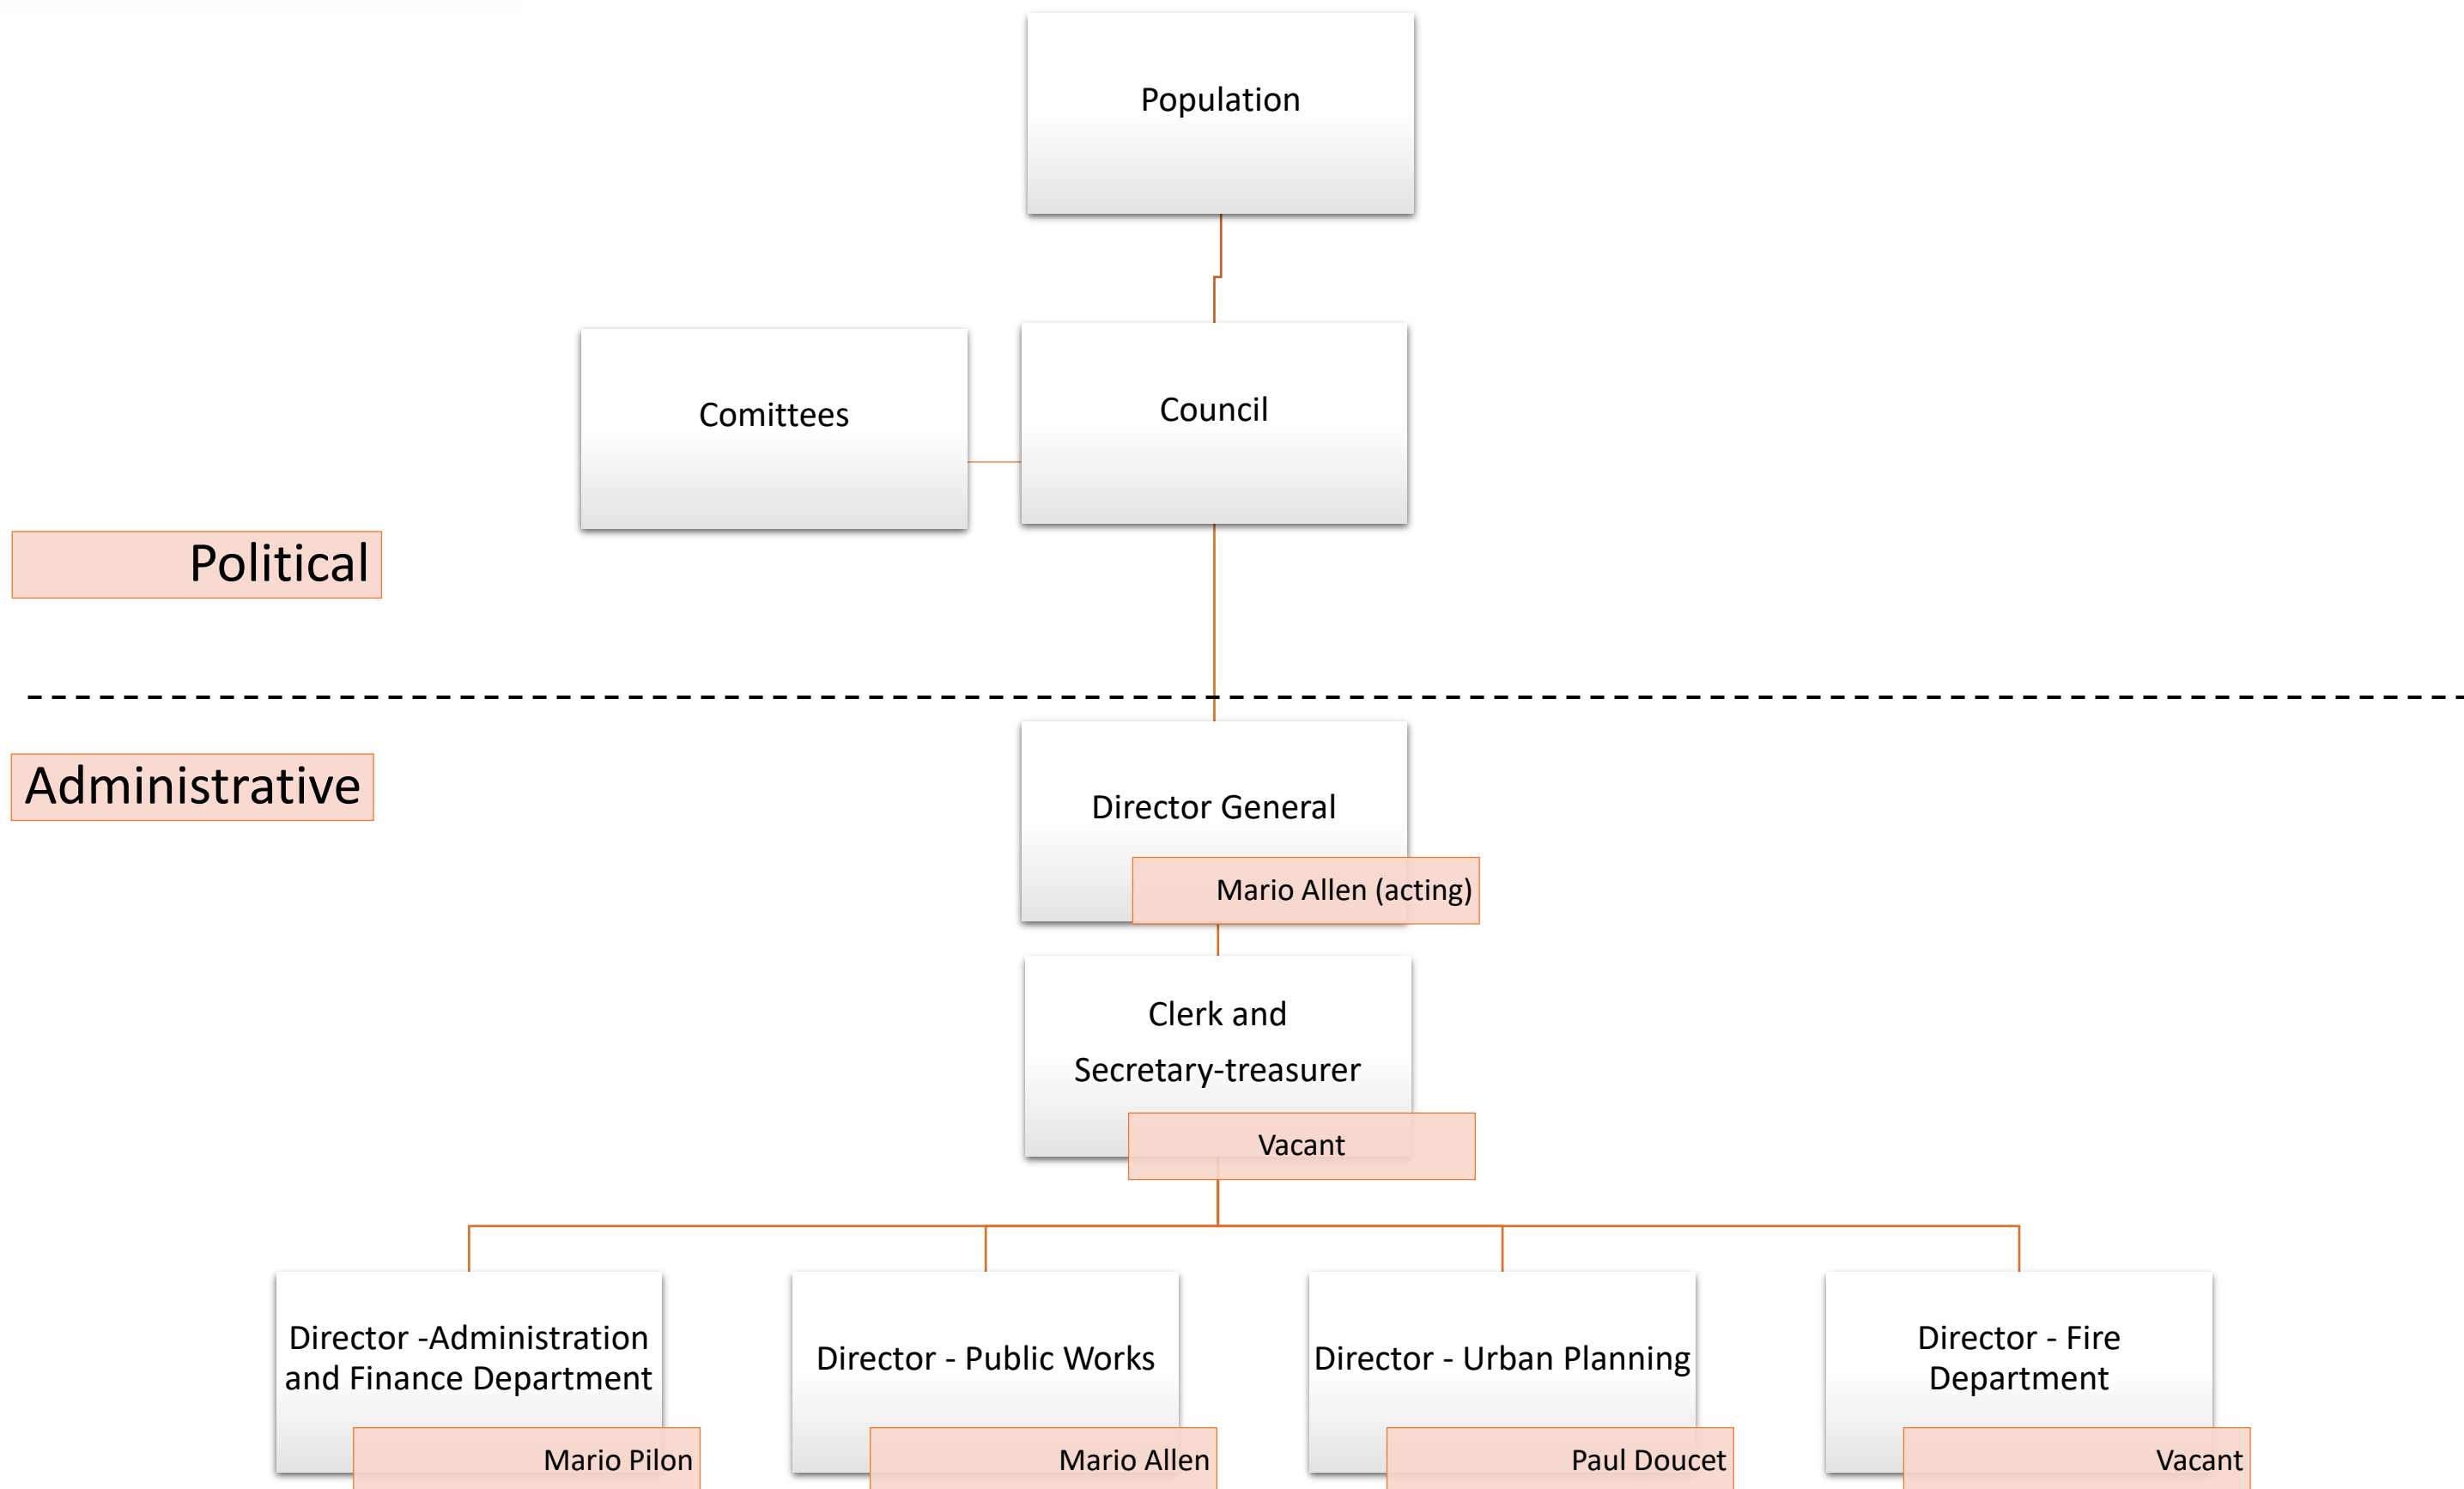 Population
Comittees
Council
Political
Administrative
Director General
Mario Allen (acting)
Clerk and
Secretary-treasurer
Vacant
Director -Administration
and Finance Department
Mario Pilon
Director - Public Works
Mario Allen
Director - Urban Planning
Paul Doucet
Director - Fire
Department
Vacant